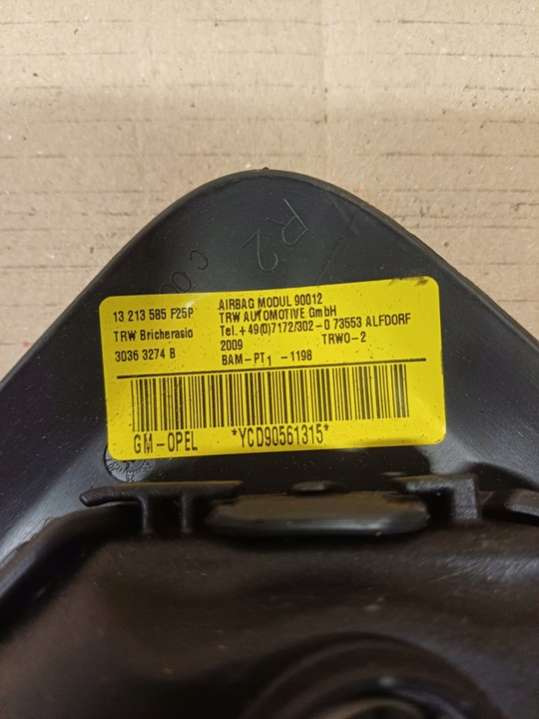 R2
13 213 585 F25P
TRW Bricherasio
3036 3274 B
AIRBAG MODUL 90012
TRW AUTOMOTIVE GmbH
Tel.+49(0)7172/302-0 73553 ALFDORF
2009 TRWO-2
BAM-PT1 -1198
GM-OPEL *YCD90561315*